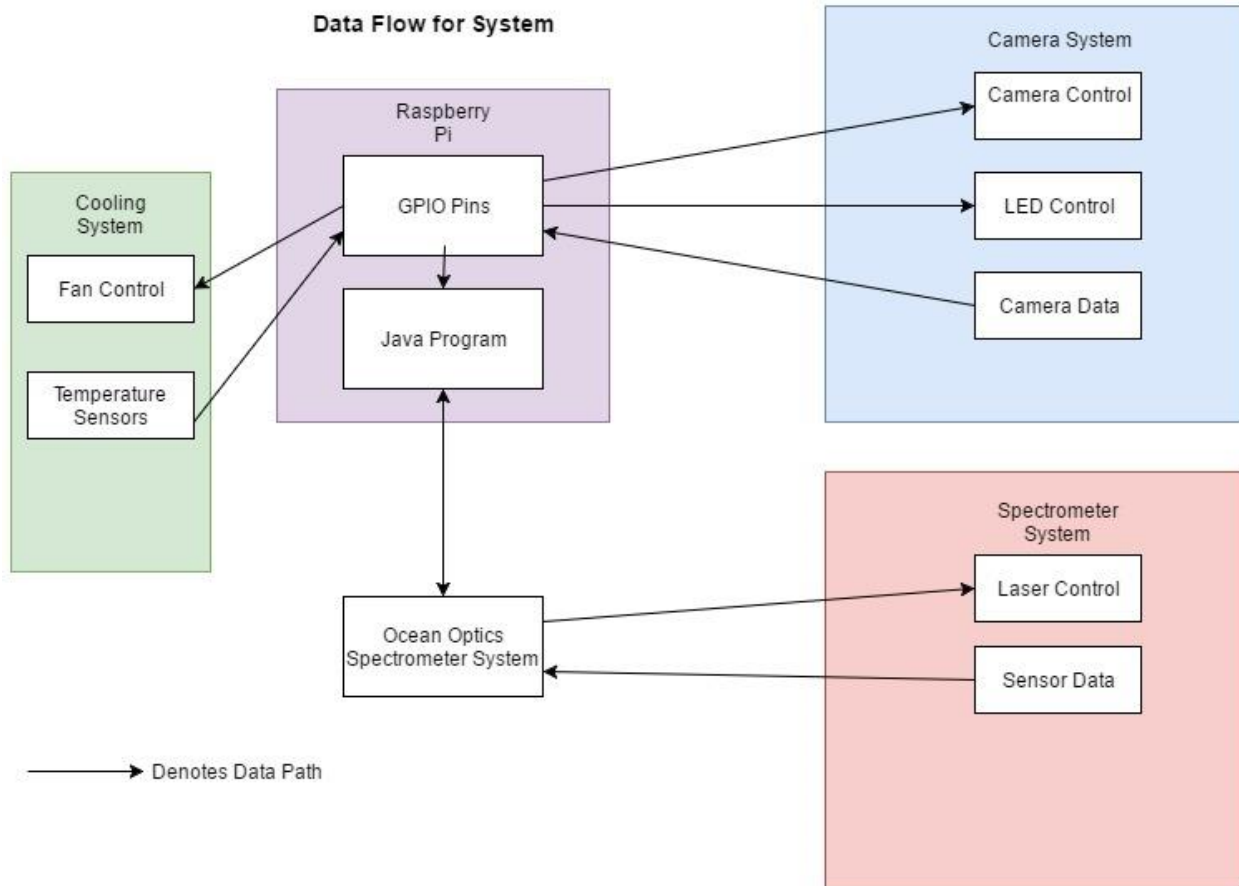 Data Flow for System
Camera System
Camera Control
LED Control
Camera Data
Raspberry
Pi
GPIO Pins
Java Program
Cooling
System
Fan Control
Temperature
Sensors
Ocean Optics
Spectrometer System
Spectrometer
System
Laser Control
Sensor Data
Denotes Data Path